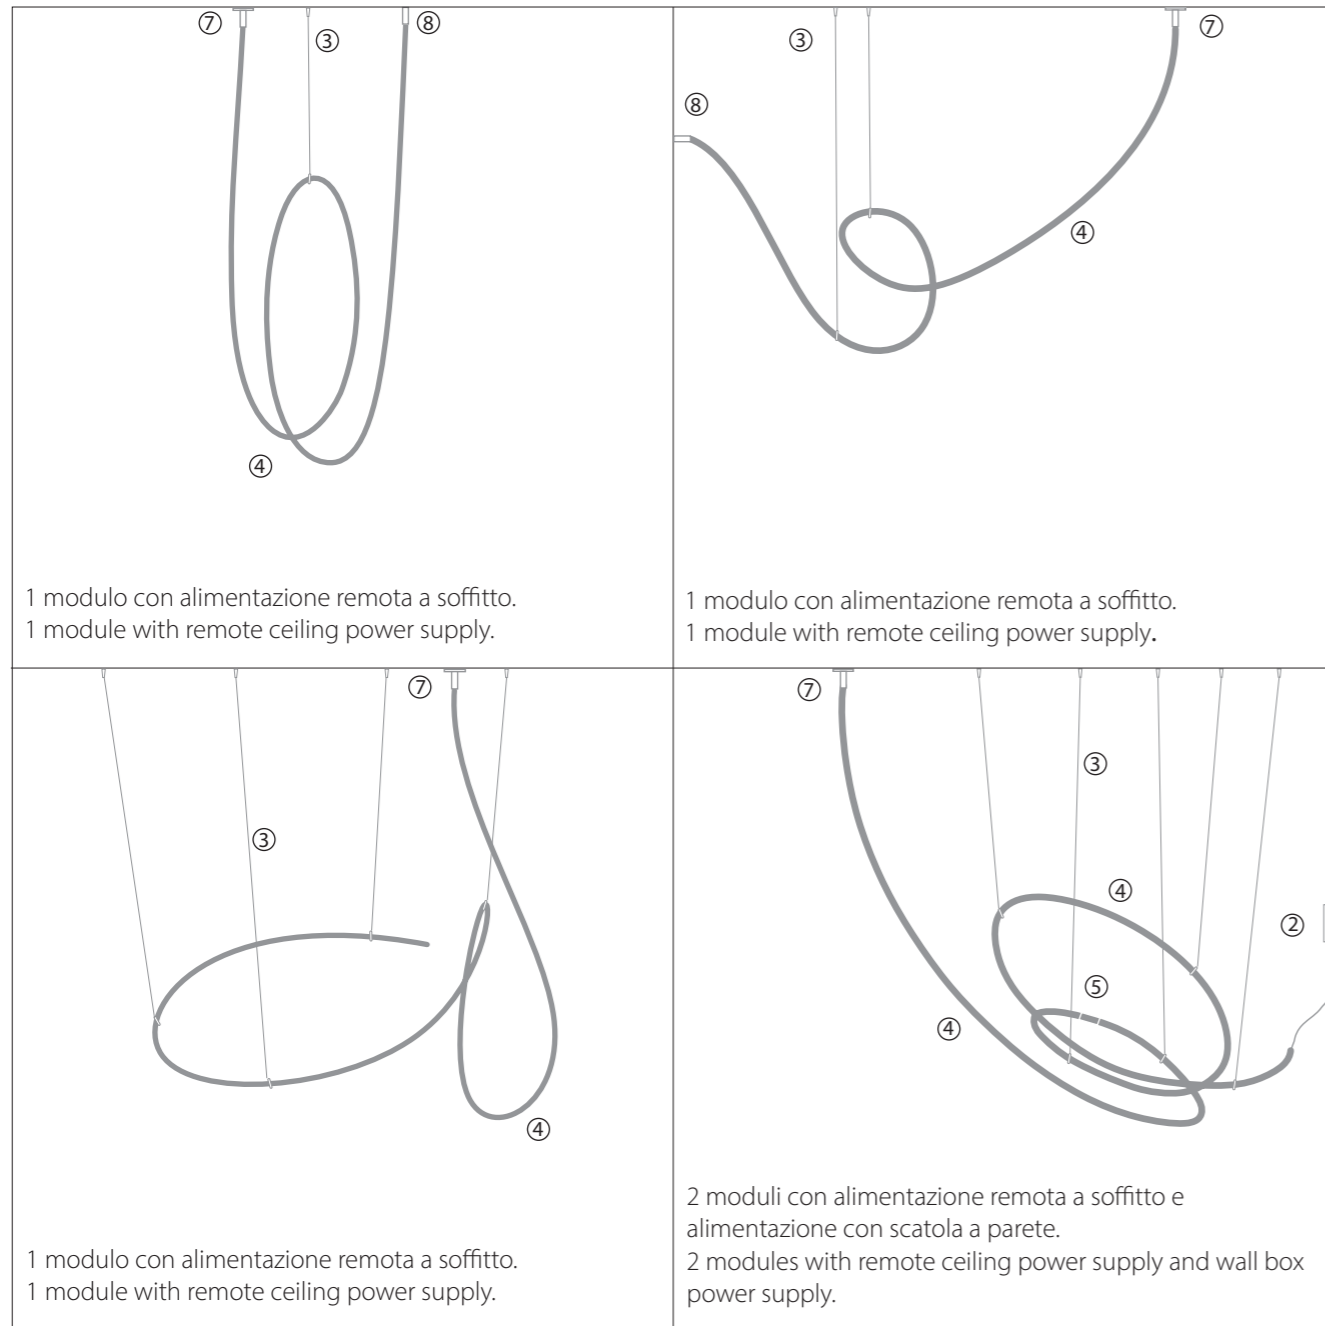 ⑦ ③ ⑧
④
1 modulo con alimentazione remota a soffitto.
1 module with remote ceiling power supply.
③ ⑦
⑧
④
1 modulo con alimentazione remota a soffitto.
1 module with remote ceiling power supply.
⑦
③
④
1 modulo con alimentazione remota a soffitto.
1 module with remote ceiling power supply.
⑦
③
④
②
⑤
④
2 moduli con alimentazione remota a soffitto e
alimentazione con scatola a parete.
2 modules with remote ceiling power supply and wall box
power supply.